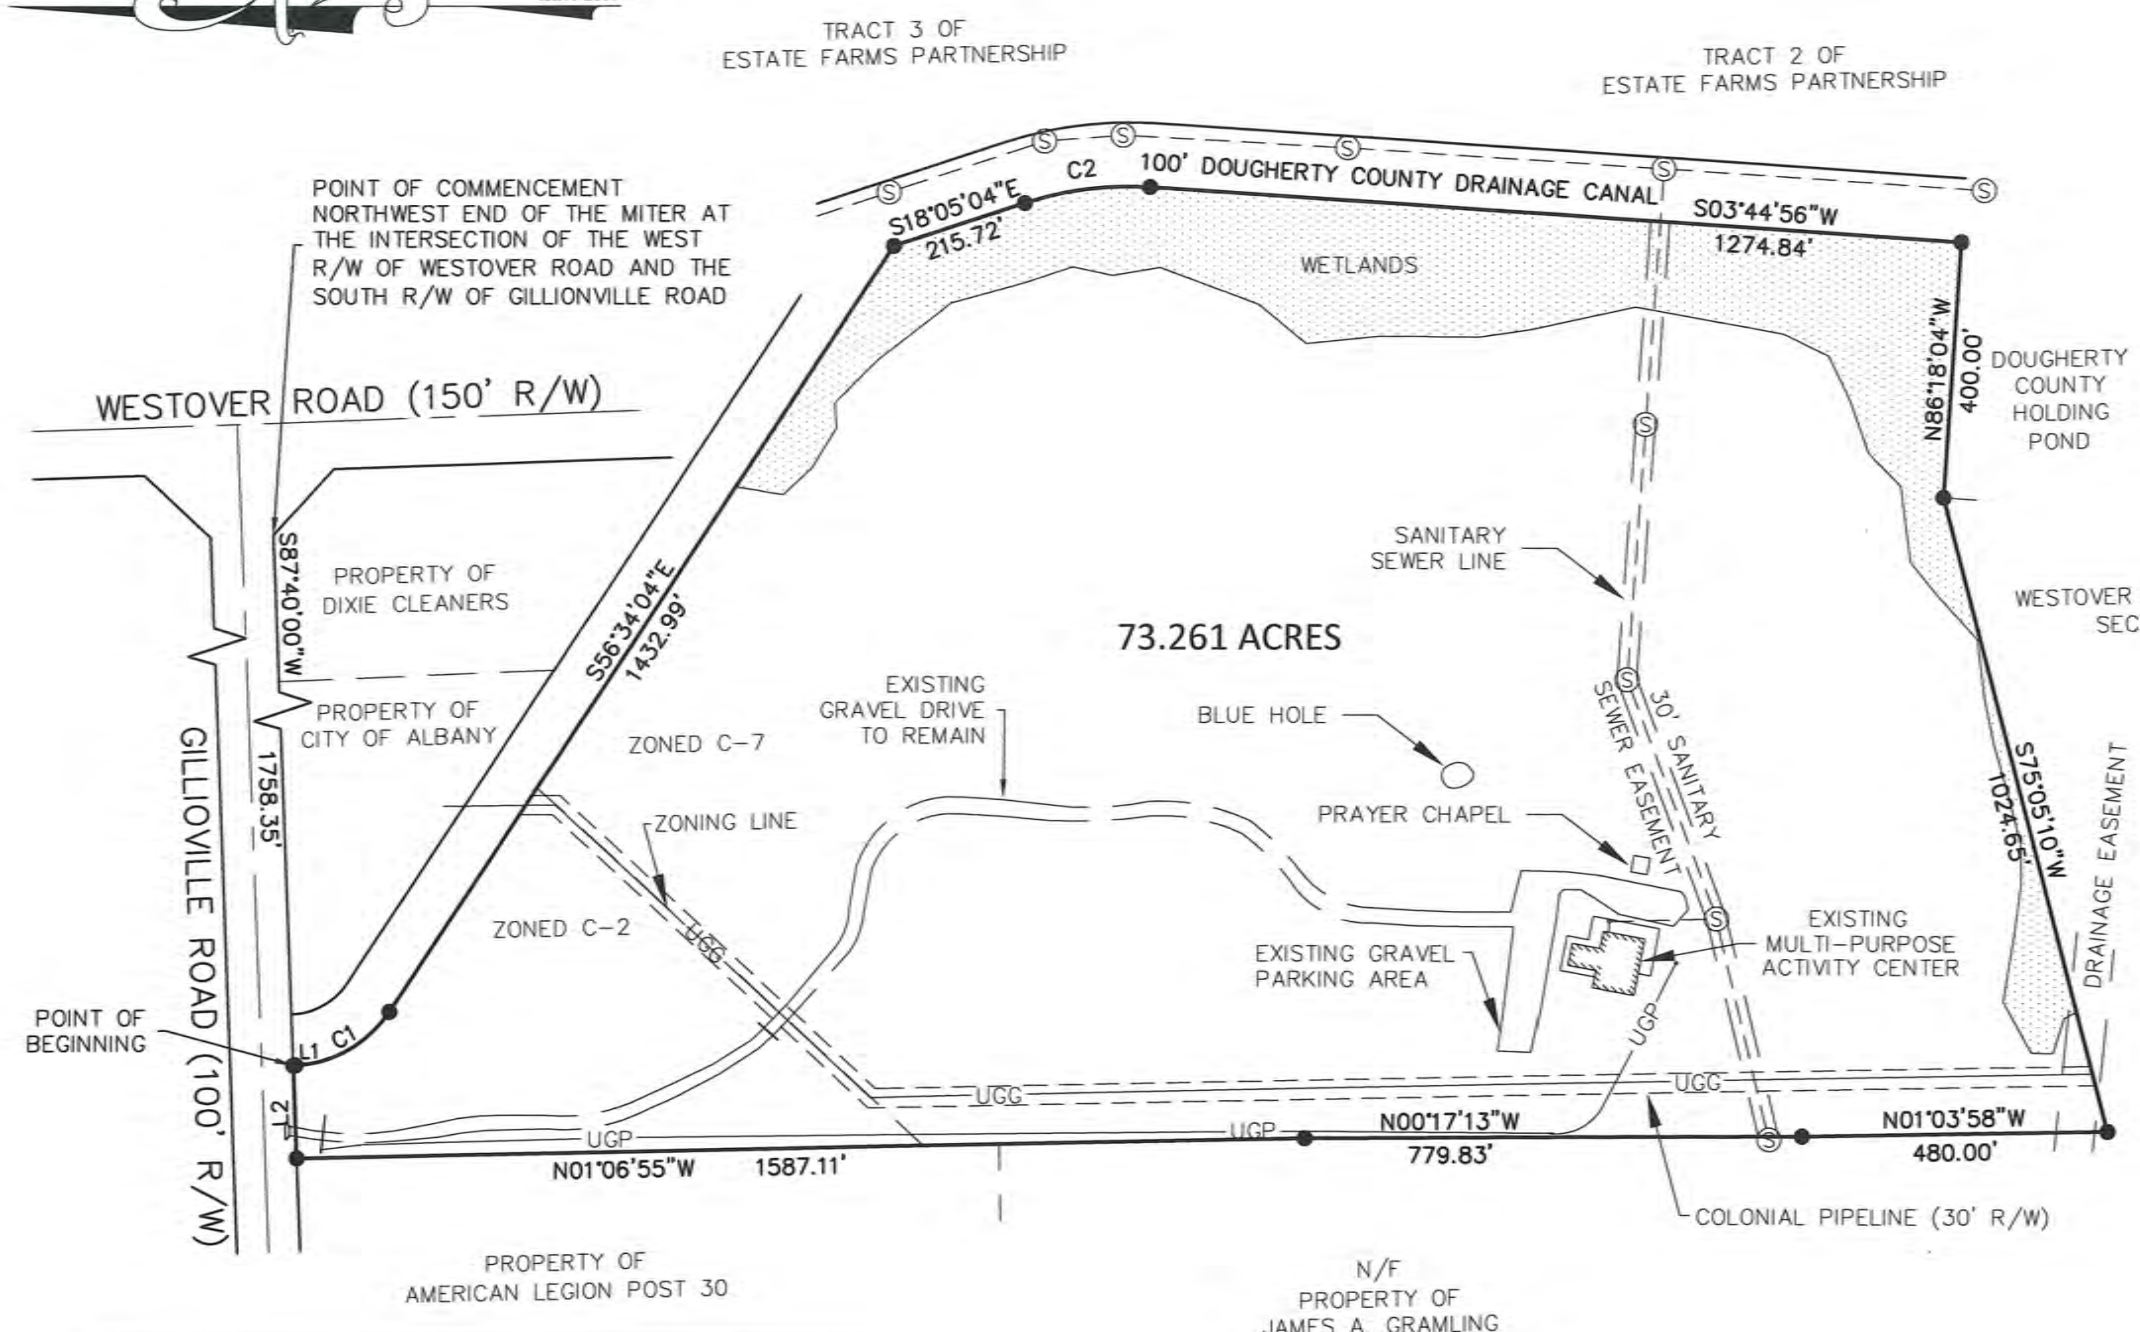 TRACT 3 OF
ESTATE FARMS PARTNERSHIP
TRACT 2 OF
ESTATE FARMS PARTNERSHIP
POINT OF COMMENCEMENT
NORTHWEST END OF THE MITER AT
THE INTERSECTION OF THE WEST
R/W OF WESTOVER ROAD AND THE
SOUTH R/W OF GILLIONVILLE ROAD
S18°05'04"E
215.72'
C2
100' DOUGHERTY COUNTY DRAINAGE CANAL
S03°44'56"W
1274.84'
WETLANDS
N86°18'04"W
400.00'
DOUGHERTY
COUNTY
HOLDING
POND
WESTOVER ROAD (150' R/W)
S87°40'00"W
1758.35'
PROPERTY OF
DIXIE CLEANERS
PROPERTY OF
CITY OF ALBANY
S56°34'04"E
1432.99'
SANITARY
SEWER LINE
WESTOVER
SEC
73.261 ACRES
EXISTING
GRAVEL DRIVE
TO REMAIN
BLUE HOLE
30' SANITARY
SEWER EASEMENT
ZONED C-7
ZONING LINE
PRAYER CHAPEL
S75°05'10"W
1024.65'
DRAINAGE EASEMENT
GILLIOVILLE ROAD (100' R/W)
ZONED C-2
UGG
EXISTING GRAVEL
PARKING AREA
EXISTING
MULTI-PURPOSE
ACTIVITY CENTER
UGP
POINT OF
BEGINNING
L1
C1
L2
UGG
UGG
UGP
UGP
N01°06'55"W 1587.11'
N00°17'13"W
779.83'
N01°03'58"W
480.00'
COLONIAL PIPELINE (30' R/W)
PROPERTY OF
AMERICAN LEGION POST 30
N/F
PROPERTY OF
JAMES A. GRAMLING
S
S
S
S
S
S
S
S
S
S